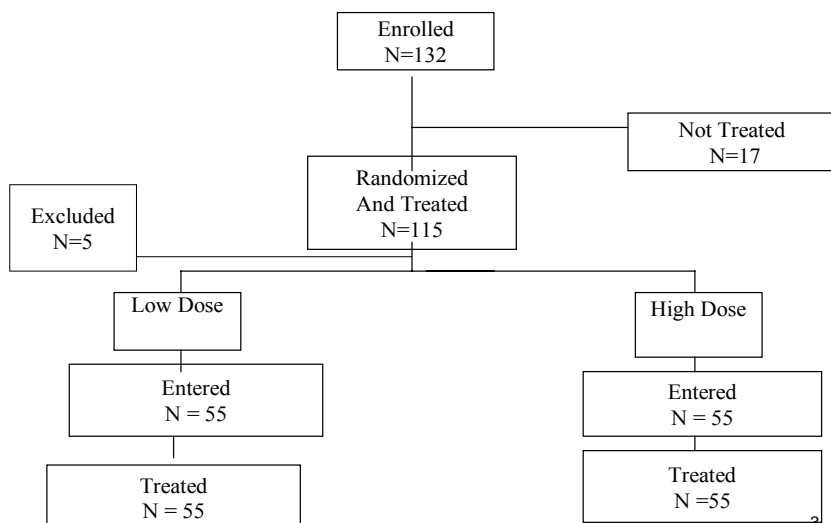 Enrolled
N=132
Not Treated
N=17
Randomized
And Treated
N=115
Excluded
N=5
Low Dose
High Dose
Entered
N = 55
Entered
N = 55
Treated
N = 55
Treated
N =55